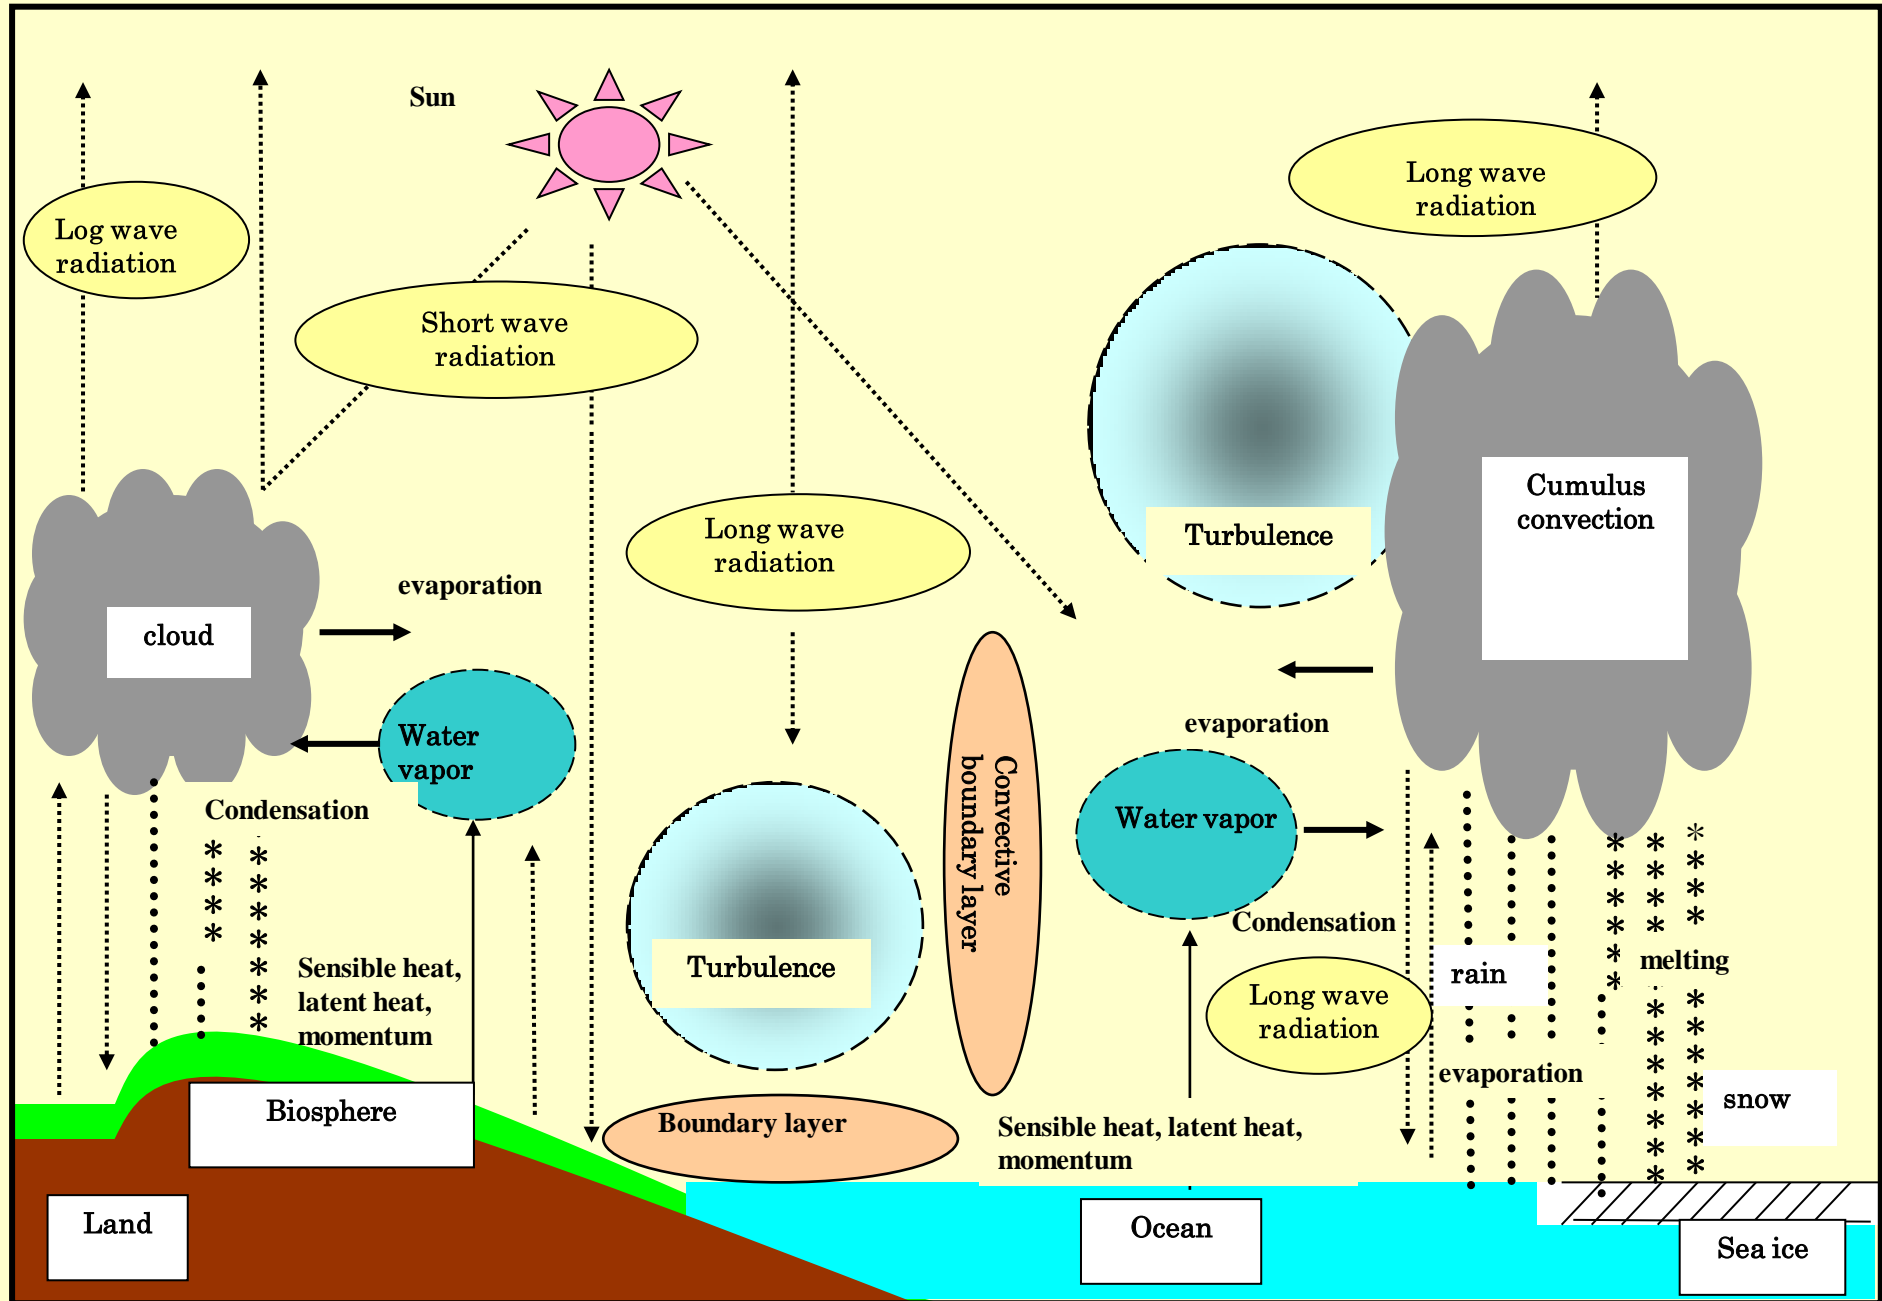 Sun
Log wave
radiation
Long wave
radiation
Short wave
radiation
Cumulus
convection
Long wave
radiation
Turbulence
evaporation
cloud
evaporation
Water
vapor
Convective
boundary layer
Condensation
Water vapor
Condensation
Sensible heat,
latent heat,
momentum
Turbulence
Long wave
radiation
rain
melting
evaporation
snow
Biosphere
Boundary layer
Sensible heat, latent heat,
momentum
Land
Ocean
Sea ice